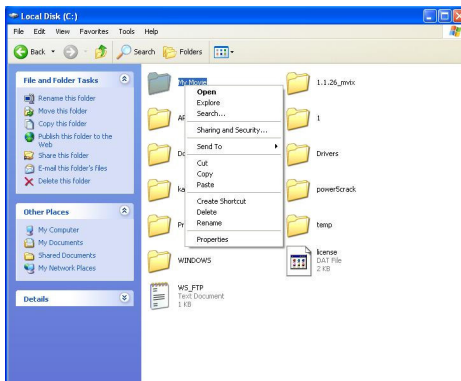 Local Disk (C:)
File Edit View Favorites Tools Help
Back Search Folders
File and Folder Tasks
Rename this folder
Move this folder
Copy this folder
Publish this folder to the
Web
Share this folder
E-mail this folder's files
Delete this folder
Other Places
My Computer
My Documents
Shared Documents
My Network Places
Details
My Movie
Open
Explore
Search...
Sharing and Security...
Send To
Cut
Copy
Paste
Create Shortcut
Delete
Rename
Properties
WINDOWS
WS_FTP
Text Document
1 KB
1.1.26_mvix
1
Drivers
powerScrack
temp
license
DAT File
2 KB